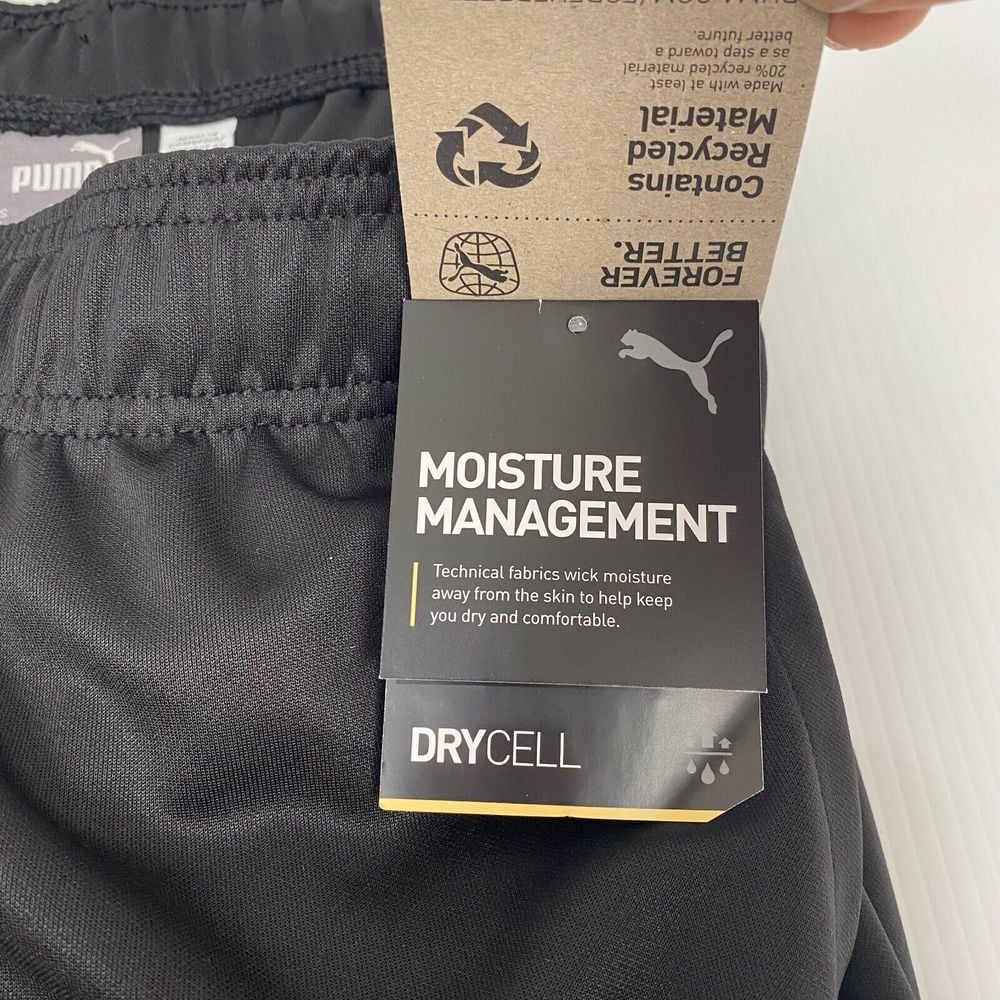 PUMA
FOREVER
BETTER.
Contains
Recycled
Material
Made with at least
20% recycled material
as a step toward a
better future.
MOISTURE
MANAGEMENT
Technical fabrics wick moisture
away from the skin to help keep
you dry and comfortable.
DRYCELL